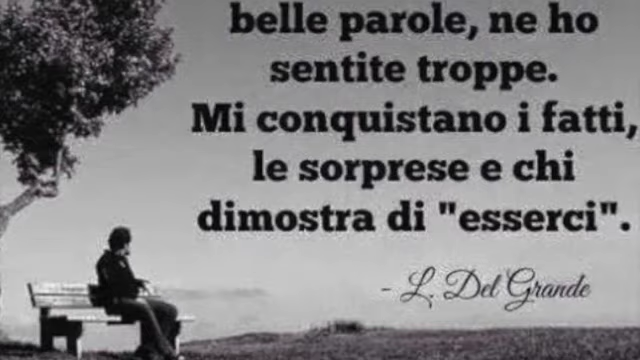 belle parole, ne ho
sentite troppe.
Mi conquistano i fatti,
le sorprese e chi
dimostra di "esserci".
- L. Del Grande